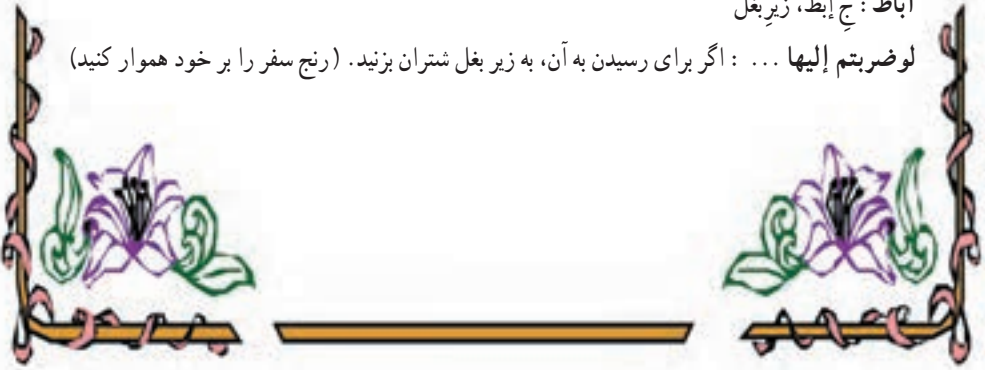 آباط : جِ إبط، زیرِبغل
لوضربتم إلیها ... : اگر برای رسیدن به آن، به زیر بغل شتران بزنید. (رنج سفر را بر خود هموار کنید)